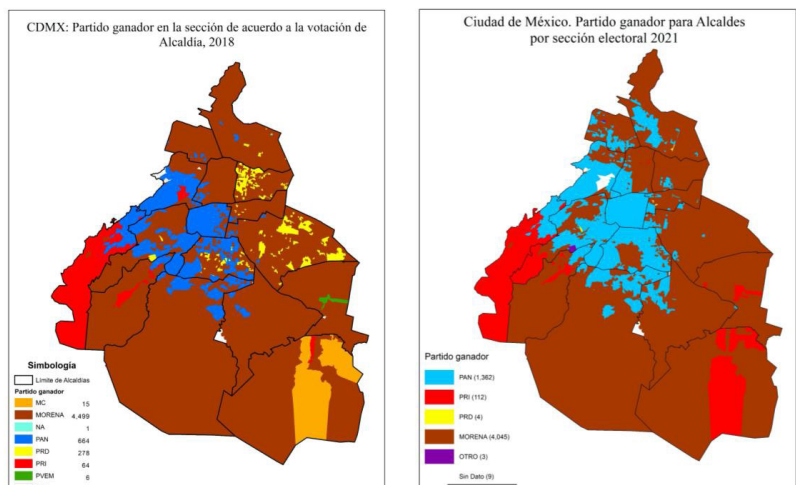 CDMX: Partido ganador en la sección de acuerdo a la votación de
Alcaldía, 2018
Simbología
Límite de Alcaldías
Partido ganador
MC 15
MORENA 4,499
NA 1
PAN 664
PRD 278
PRI 64
PVEM 6
Ciudad de México. Partido ganador para Alcaldes
por sección electoral 2021
Partido ganador
PAN (1,362)
PRI (112)
PRD (4)
MORENA (4,045)
OTRO (3)
Sin Dato (9)